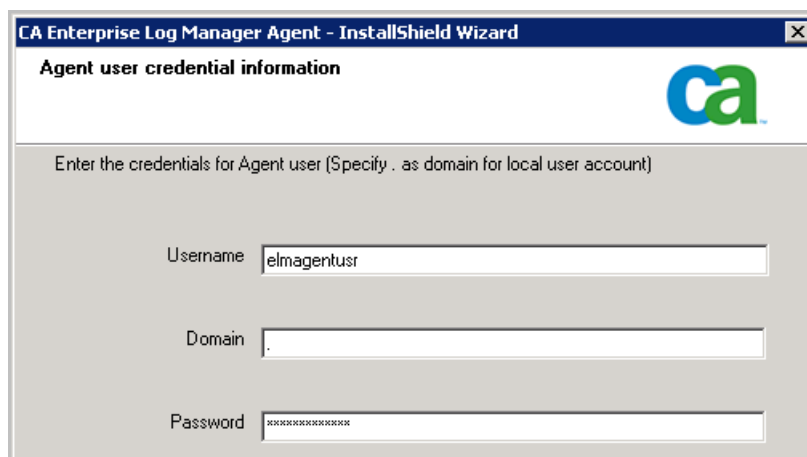 CA Enterprise Log Manager Agent - InstallShield Wizard
Agent user credential information
ca
Enter the credentials for Agent user (Specify . as domain for local user account)
Username elmagentusr
Domain .
Password *************